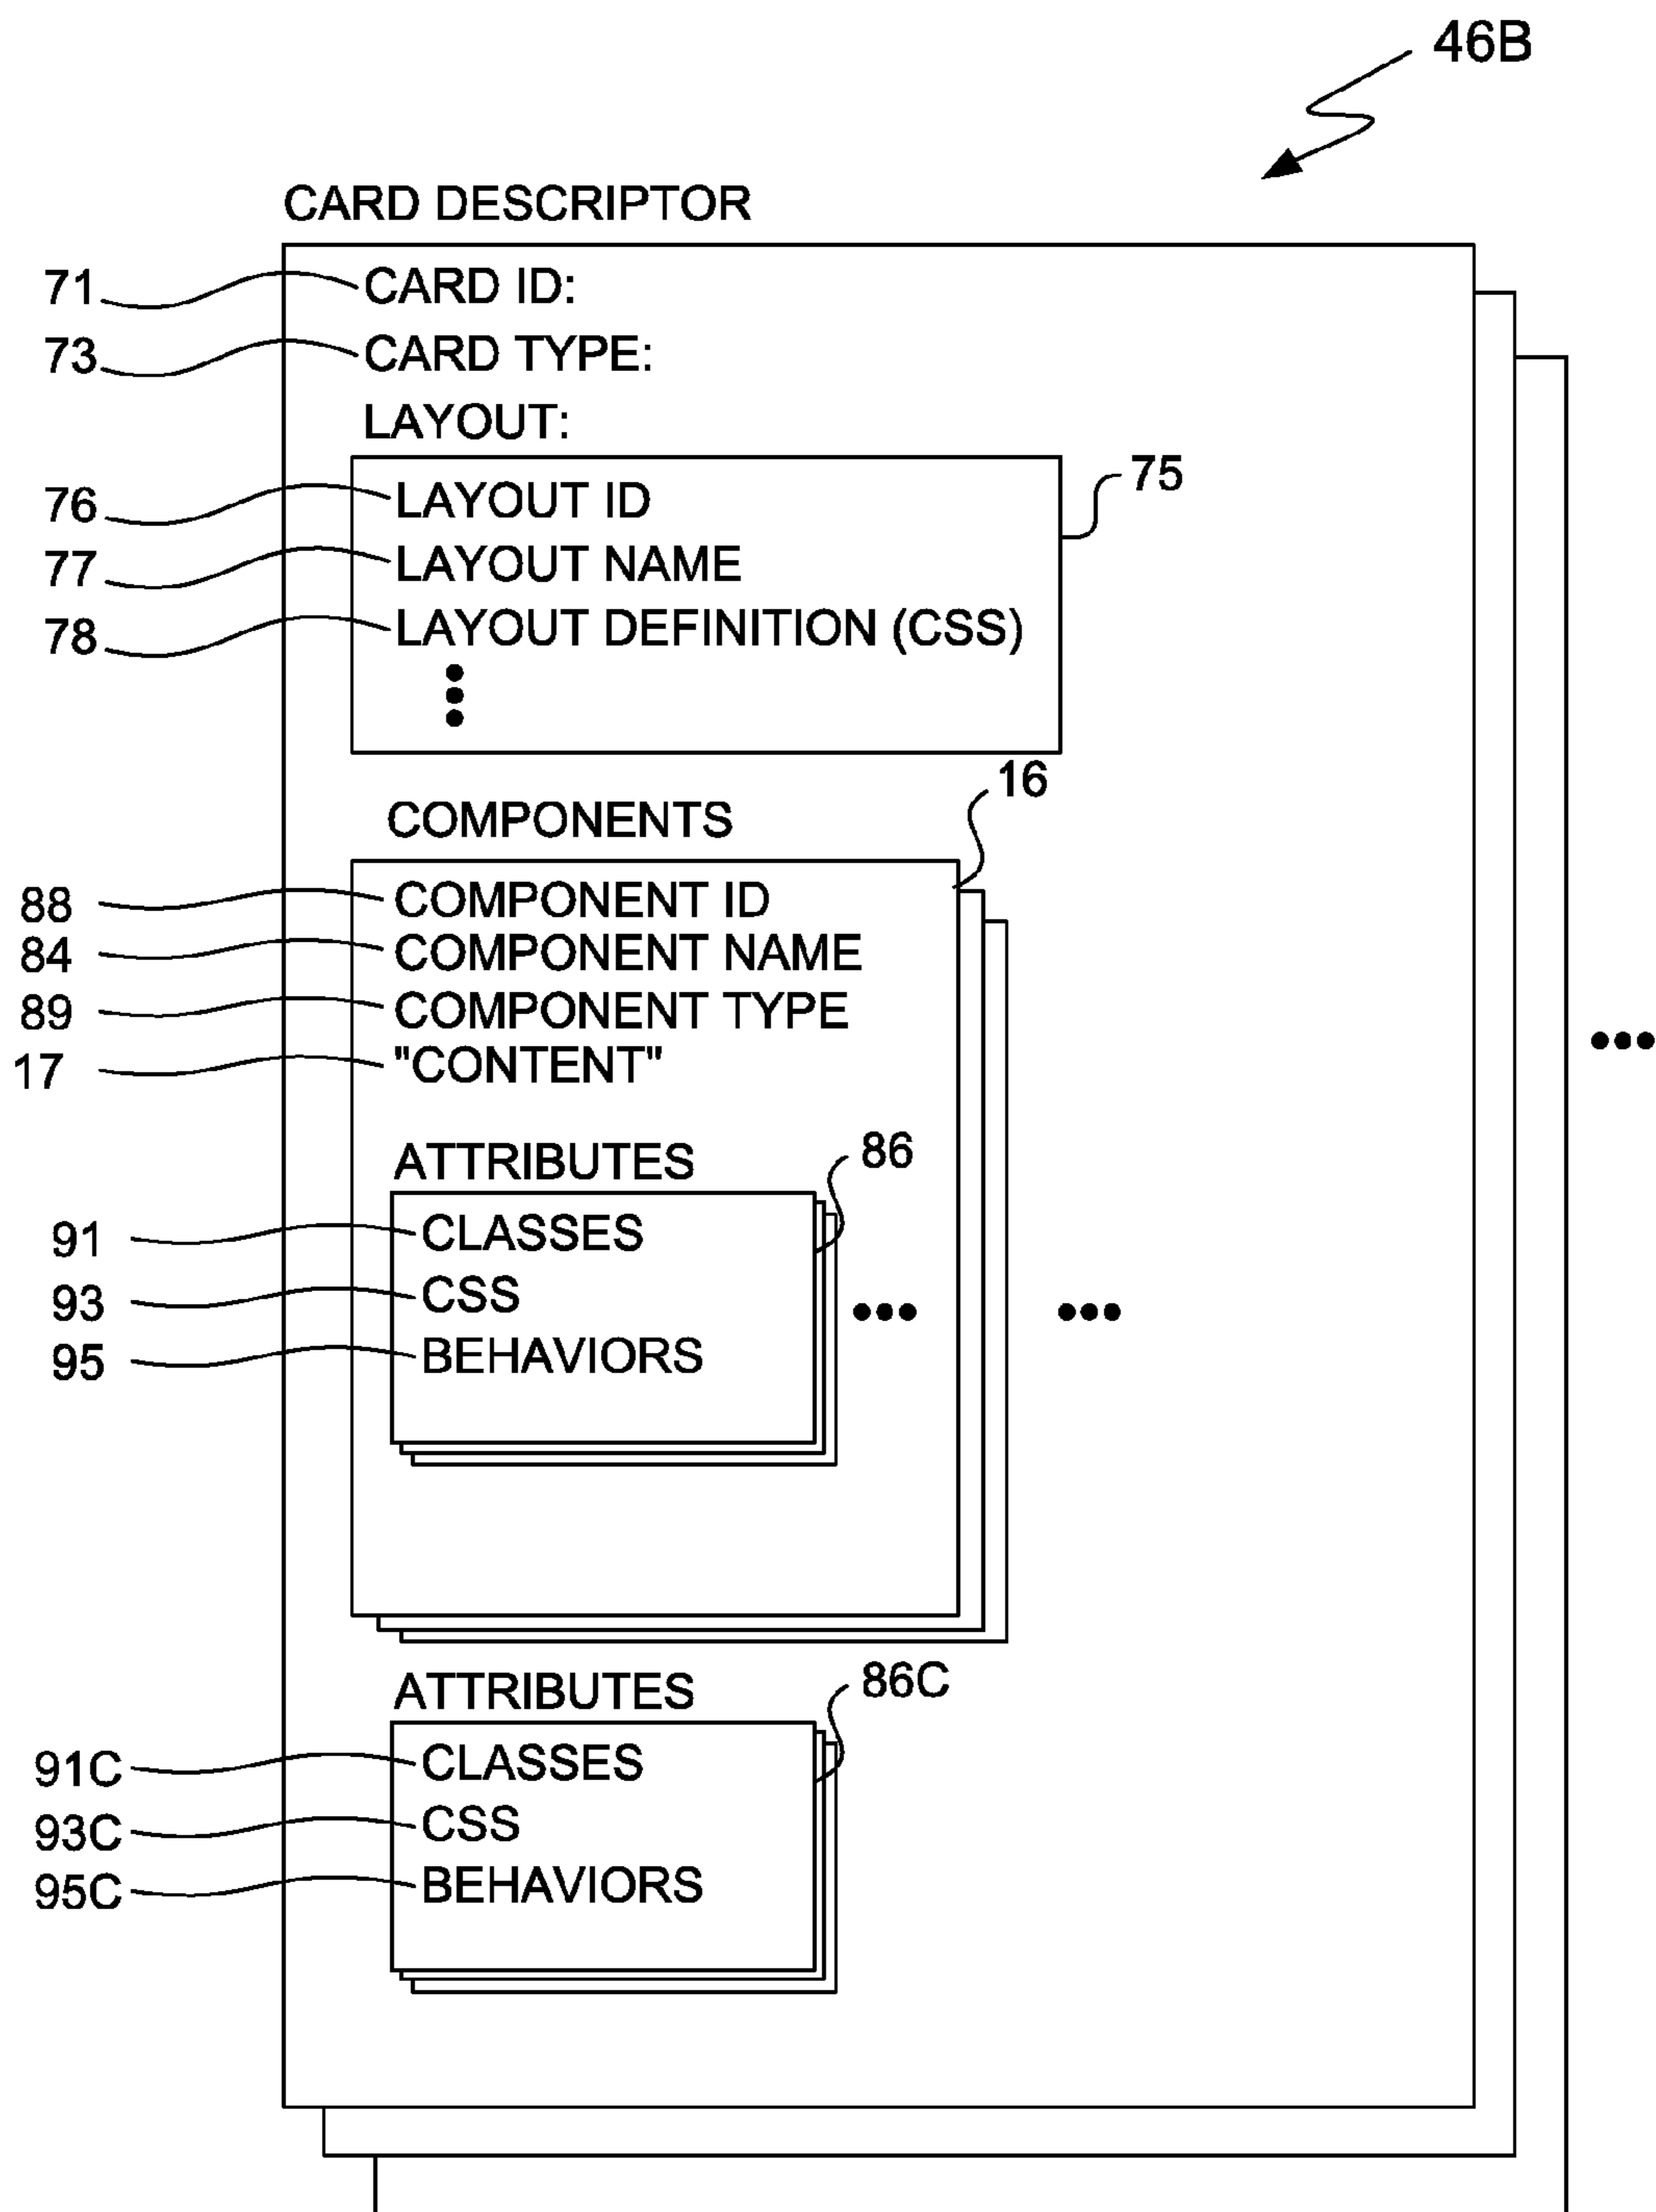 46B
CARD DESCRIPTOR
71 CARD ID:
73 CARD TYPE:
LAYOUT:
75
76 LAYOUT ID
77 LAYOUT NAME
78 LAYOUT DEFINITION (CSS)
16
COMPONENTS
88 COMPONENT ID
84 COMPONENT NAME
89 COMPONENT TYPE
17 "CONTENT"
ATTRIBUTES 86
91 CLASSES
93 CSS
95 BEHAVIORS
ATTRIBUTES 86C
91C CLASSES
93C CSS
95C BEHAVIORS